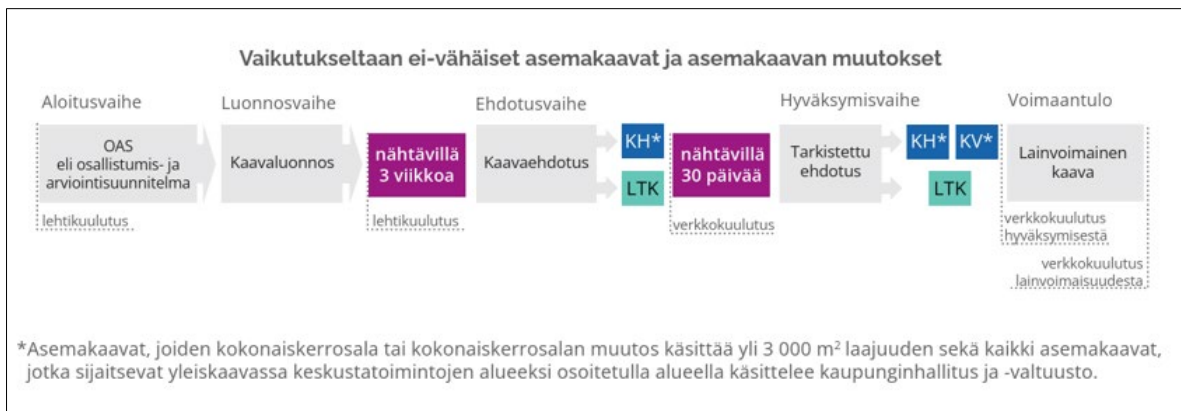 Vaikutukseltaan ei-vähäiset asemakaavat ja asemakaavan muutokset
Aloitusvaihe
OAS
eli osallistumis- ja
arviointisuunnitelma
lehtikuulutus
Luonnosvaihe
Kaavaluonnos
nähtävillä
3 viikkoa
lehtikuulutus
Ehdotusvaihe
Kaavaehdotus
KH*
LTK
nähtävillä
30 päivää
verkkokuulutus
Hyväksymisvaihe
Tarkistettu
ehdotus
KH*
KV*
LTK
Voimaantulo
Lainvoimainen
kaava
verkkokuulutus
hyväksymisestä
verkkokuulutus
lainvoimaisuudesta
*Asemakaavat, joiden kokonaiskerrosala tai kokonaiskerrosalan muutos käsittää yli 3 000 m² laajuuden sekä kaikki asemakaavat,
jotka sijaitsevat yleiskaavassa keskustatoimintojen alueeksi osoitetulla alueella käsittelee kaupunginhallitus ja -valtuusto.